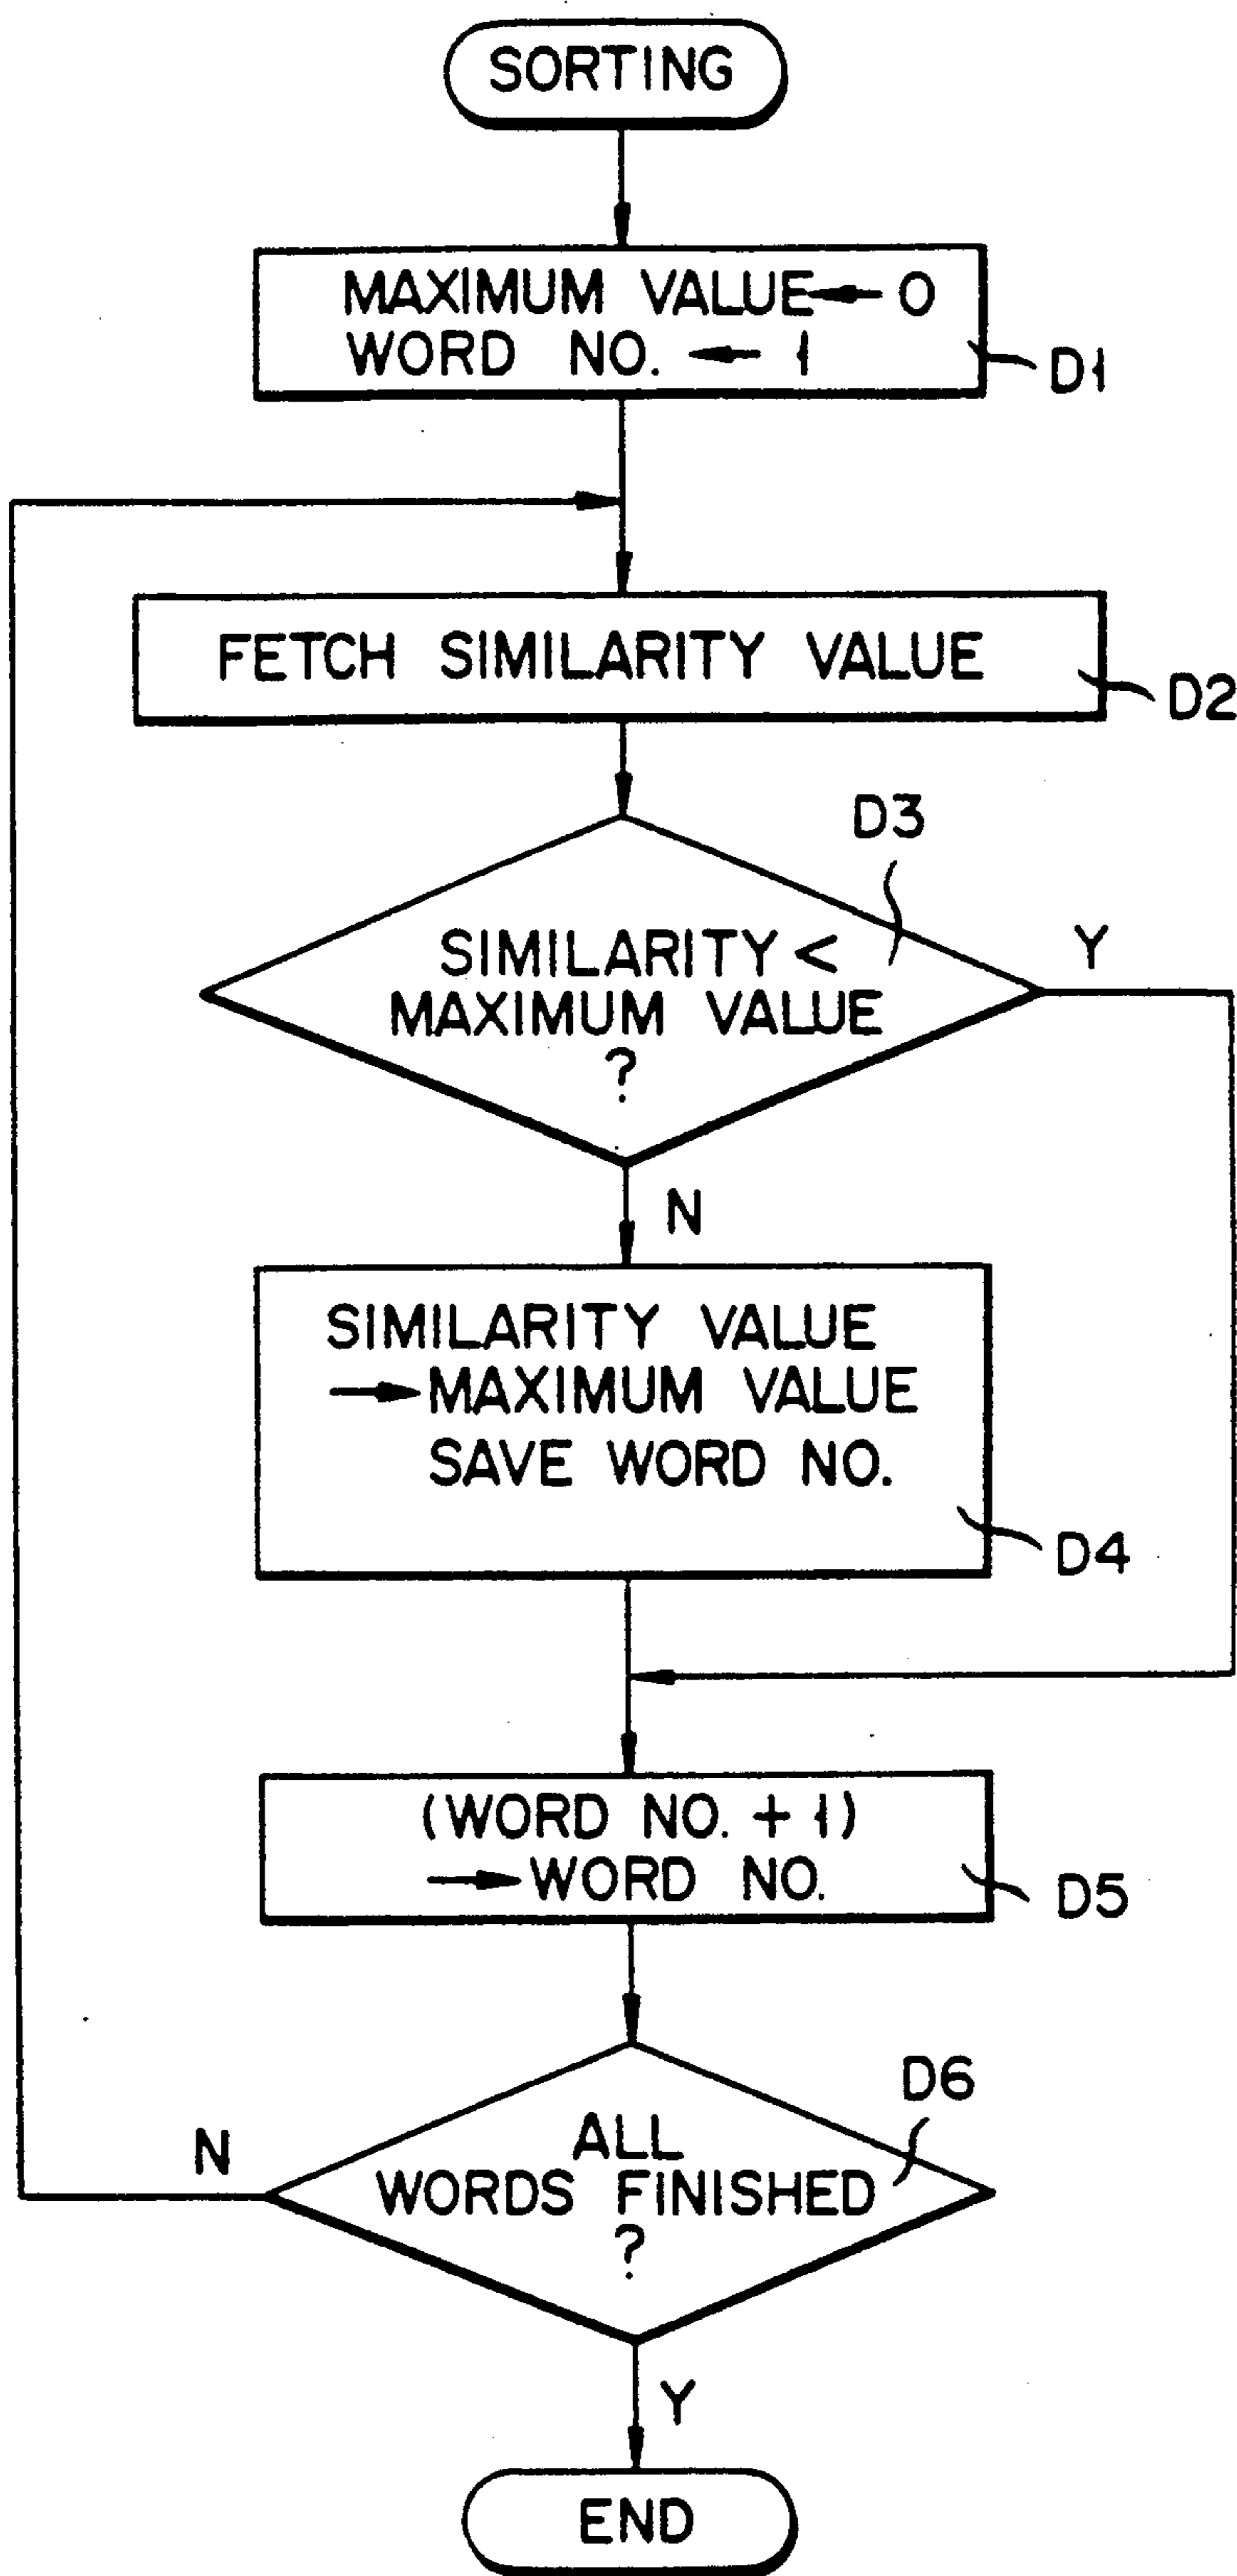 SORTING
MAXIMUM VALUE ← 0
WORD NO. ← 1
D1
FETCH SIMILARITY VALUE
D2
D3
SIMILARITY <
MAXIMUM VALUE
?
Y
N
SIMILARITY VALUE
→ MAXIMUM VALUE
SAVE WORD NO.
D4
(WORD NO. + 1)
→ WORD NO.
D5
D6
ALL
WORDS FINISHED
?
N
Y
END